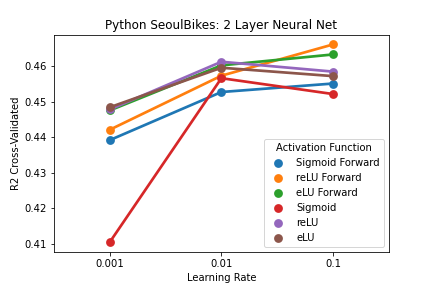 Python SeoulBikes: 2 Layer Neural Net
R2 Cross-Validated
0.46
0.45
0.44
0.43
0.42
0.41
Activation Function
Sigmoid Forward
reLU Forward
eLU Forward
Sigmoid
reLU
eLU
0.001
0.01
0.1
Learning Rate